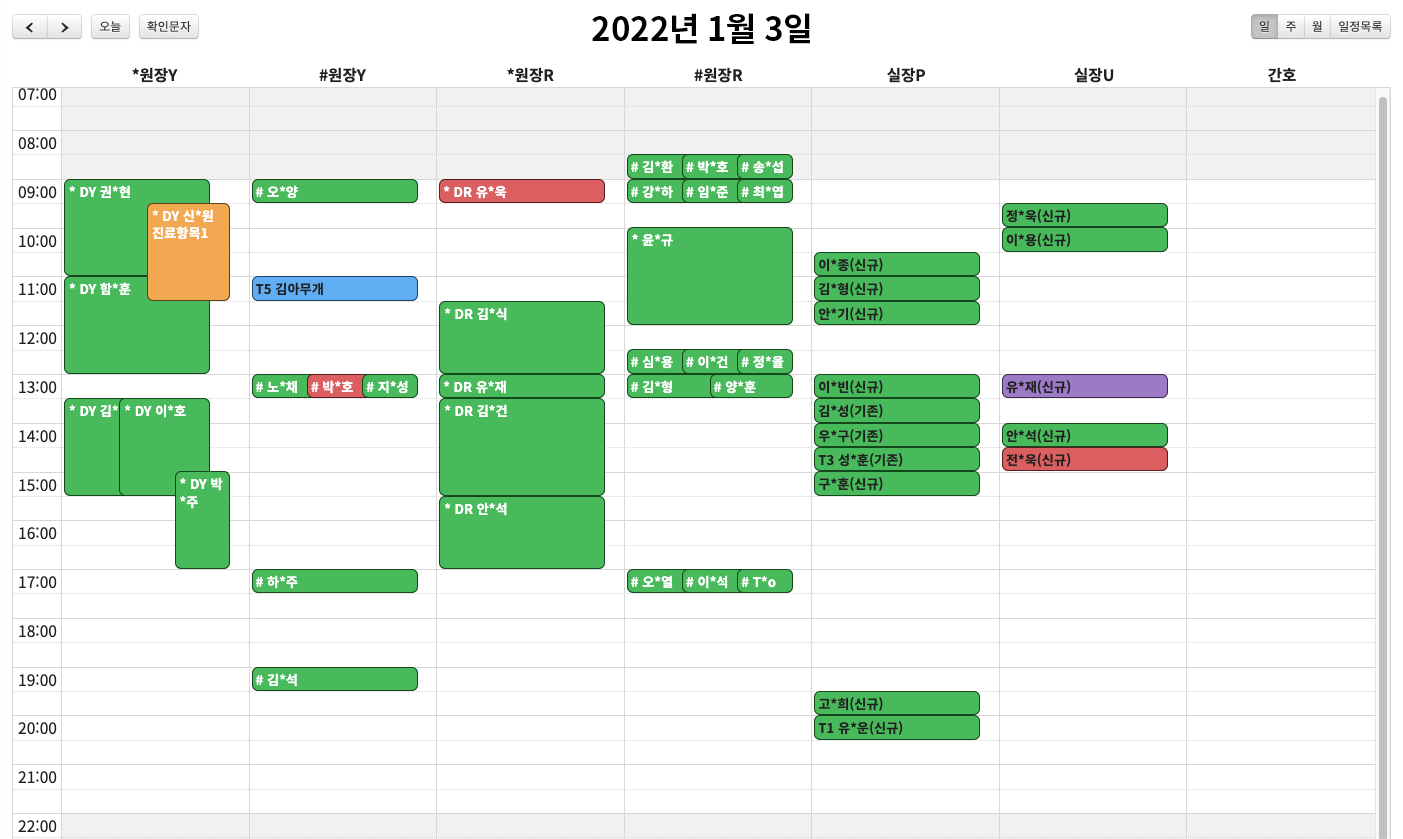 오늘 확인문자 2022년 1월 3일 일 주 월 일정목록
*원장Y #원장Y *원장R #원장R 실장P 실장U 간호
07:00
08:00
# 김*환 # 박*호 # 송*섭
09:00
* DY 권*현 # 오*양 * DR 유*욱 # 강*하 # 임*준 # 최*엽
* DY 신*원
진료항목1
정*욱(신규)
10:00
* 윤*규 이*용(신규)
이*종(신규)
11:00
* DY 함*훈 T5 김아무개 김*형(신규)
* DR 김*식 안*기(신규)
12:00
# 심*용 # 이*건 # 정*율
13:00
# 노*채 # 박*호 # 지*성 * DR 유*재 # 김*형 # 양*훈 이*빈(신규) 유*재(신규)
* DY 김* * DY 이*호 * DR 김*건 김*성(기존)
14:00
우*구(기존) 안*석(신규)
T3 성*훈(기존) 전*욱(신규)
15:00
* DY 박
*주
구*훈(신규)
* DR 안*석
16:00
17:00
# 하*주 # 오*열 # 이*석 # T*o
18:00
19:00
# 김*석
고*희(신규)
20:00
T1 유*운(신규)
21:00
22:00